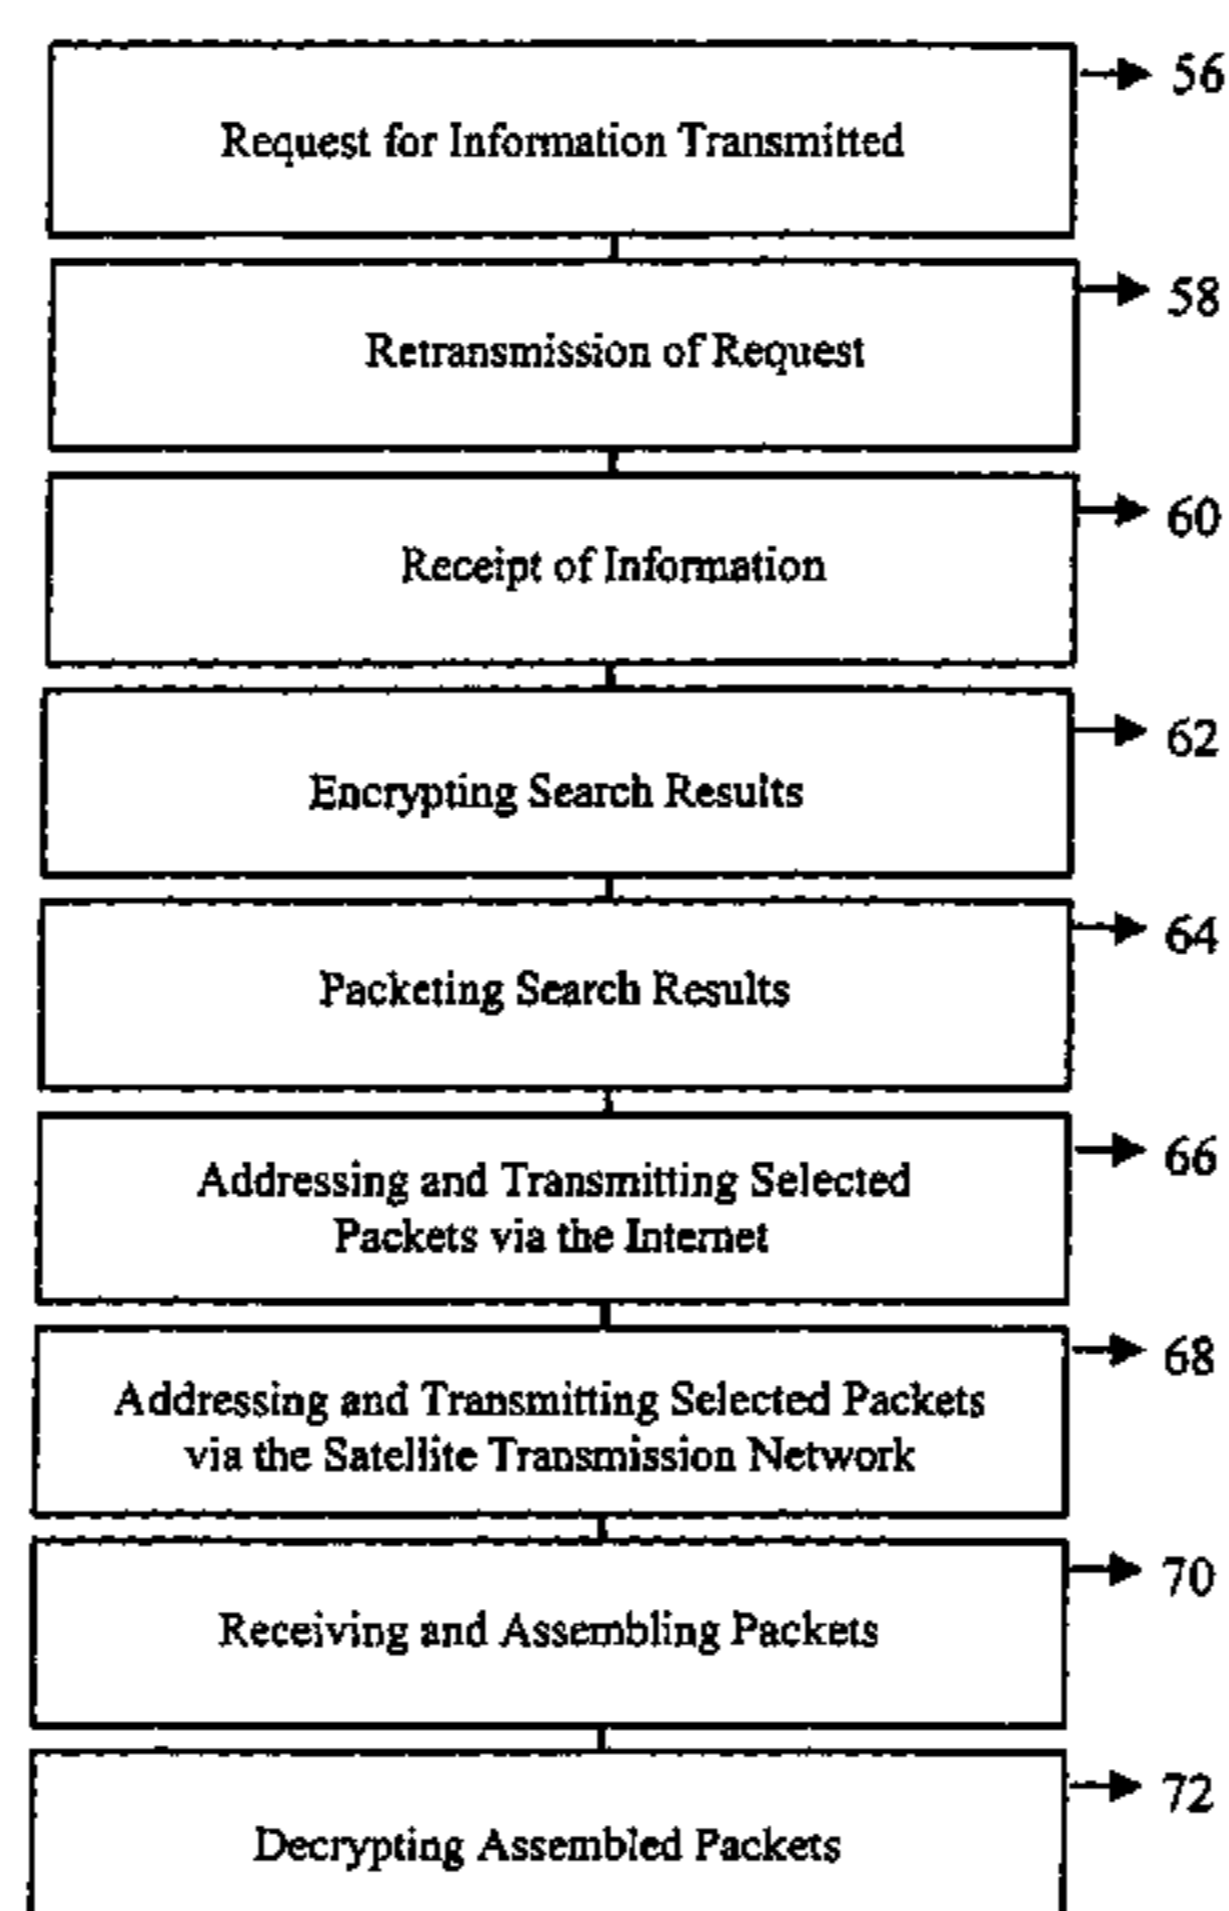 56
Request for Information Transmitted
58
Retransmission of Request
60
Receipt of Information
62
Encrypting Search Results
64
Packeting Search Results
66
Addressing and Transmitting Selected
Packets via the Internet
68
Addressing and Transmitting Selected Packets
via the Satellite Transmission Network
70
Receiving and Assembling Packets
72
Decrypting Assembled Packets